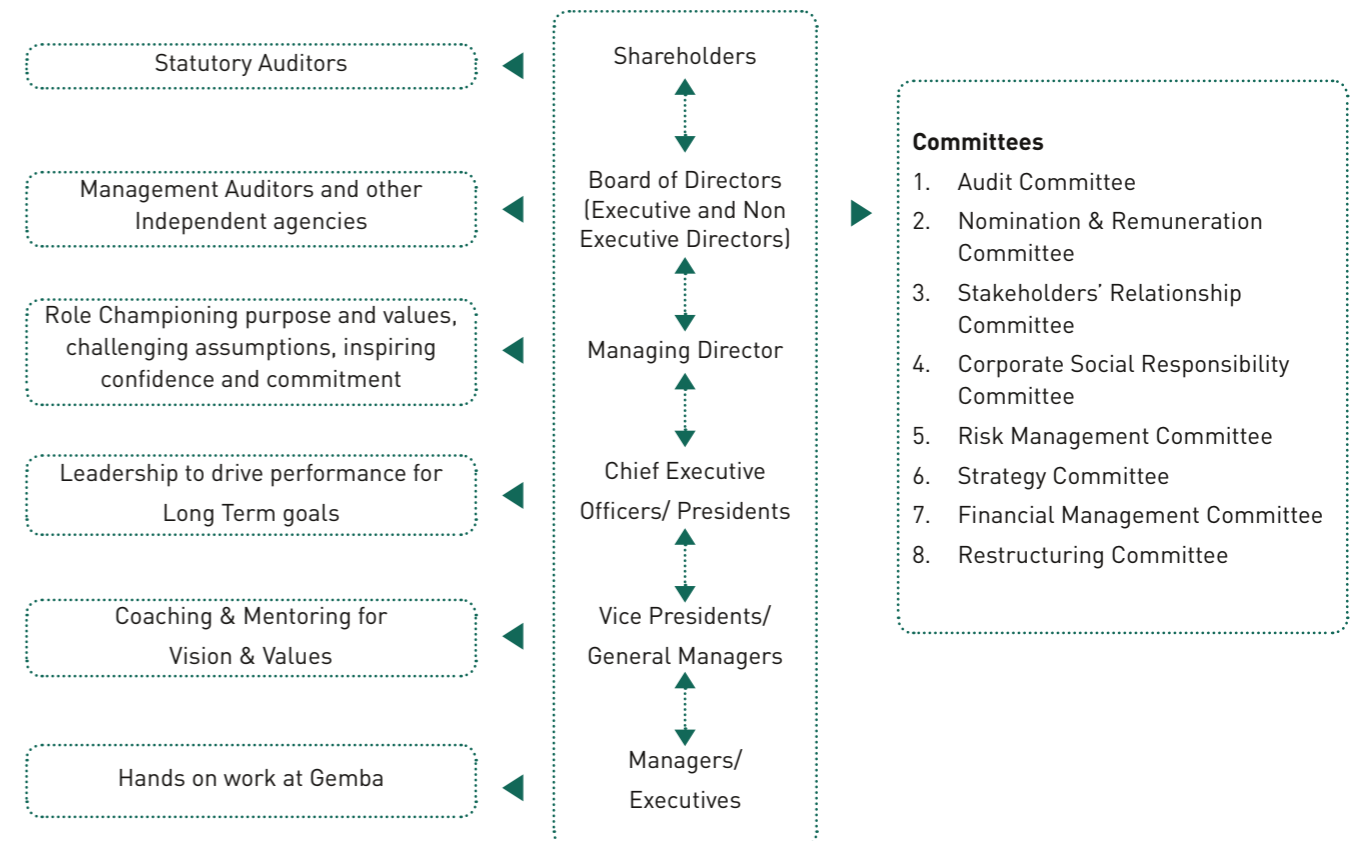 Statutory Auditors
Shareholders
Management Auditors and other
Independent agencies
Board of Directors
(Executive and Non
Executive Directors)
Role Championing purpose and values,
challenging assumptions, inspiring
confidence and commitment
Managing Director
Leadership to drive performance for
Long Term goals
Chief Executive
Officers/ Presidents
Coaching & Mentoring for
Vision & Values
Vice Presidents/
General Managers
Hands on work at Gemba
Managers/
Executives
Committees
1. Audit Committee
2. Nomination & Remuneration
Committee
3. Stakeholders’ Relationship
Committee
4. Corporate Social Responsibility
Committee
5. Risk Management Committee
6. Strategy Committee
7. Financial Management Committee
8. Restructuring Committee